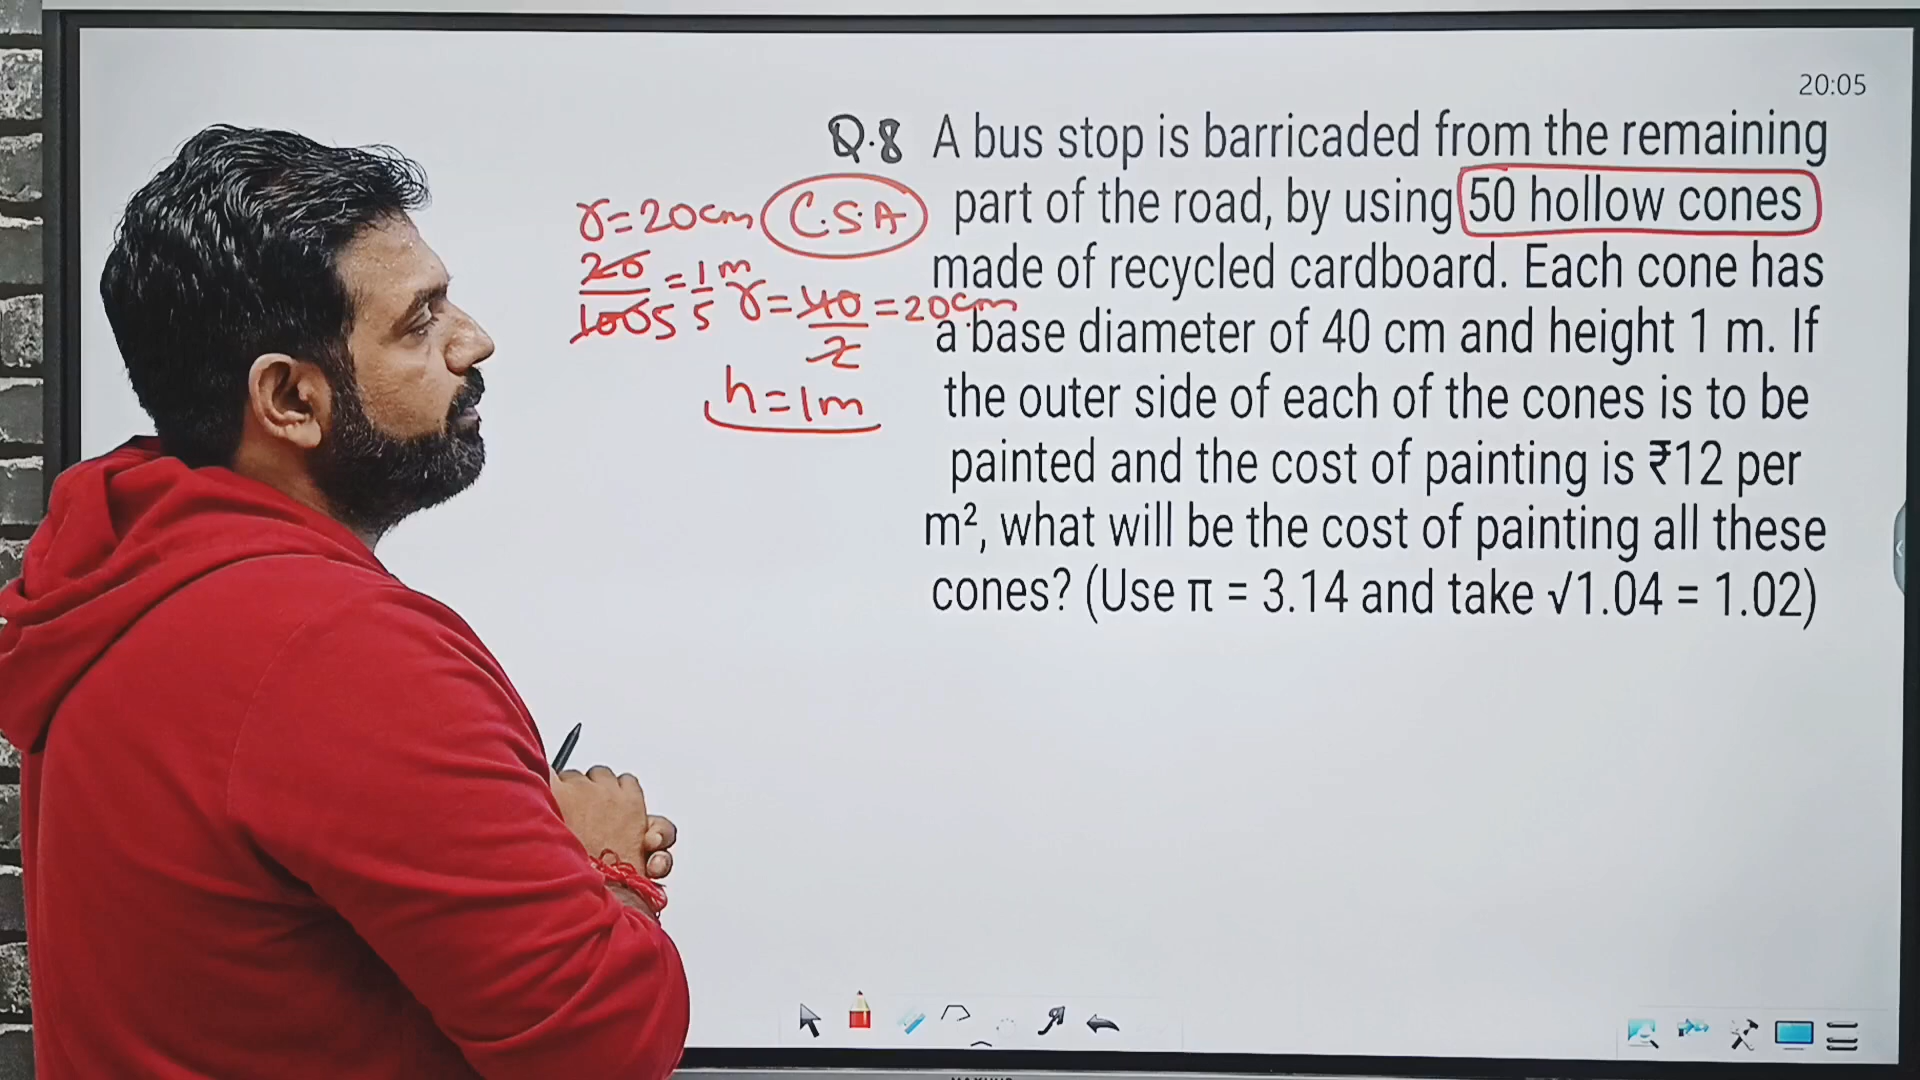 20:05
Q.8 A bus stop is barricaded from the remaining
part of the road, by using 50 hollow cones
made of recycled cardboard. Each cone has
a base diameter of 40 cm and height 1 m. If
the outer side of each of the cones is to be
painted and the cost of painting is ₹12 per
m², what will be the cost of painting all these
cones? (Use π = 3.14 and take √1.04 = 1.02)
r=20cm C.S.A
20/100 5 = 1/5 m
r = 40/2 = 20cm
h=1m